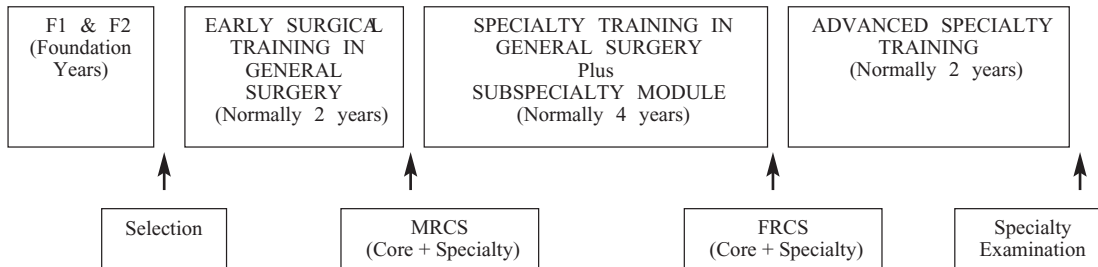 F1 & F2
(Foundation
Years)
EARLY SURGICAL
TRAINING IN
GENERAL
SURGERY
(Normally 2 years)
SPECIALTY TRAINING IN
GENERAL SURGERY
Plus
SUBSPECIALTY MODULE
(Normally 4 years)
ADVANCED SPECIALTY
TRAINING
(Normally 2 years)
Selection
MRCS
(Core + Specialty)
FRCS
(Core + Specialty)
Specialty
Examination